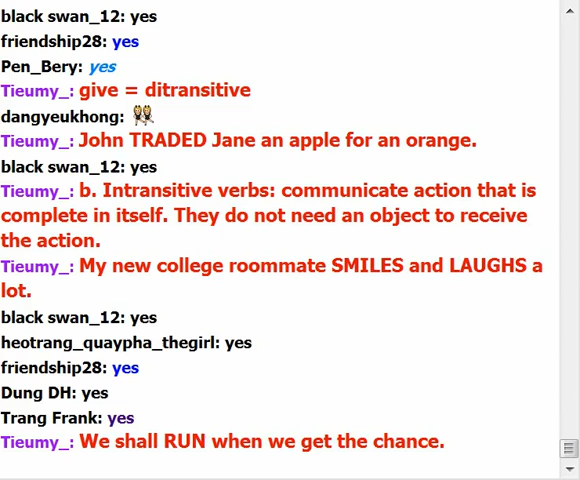 black swan_12: yes
friendship28: yes
Pen_Bery: yes
Tieumy_: give = ditransitive
dangyeukhong:
Tieumy_: John TRADED Jane an apple for an orange.
black swan_12: yes
Tieumy_: b. Intransitive verbs: communicate action that is
complete in itself. They do not need an object to receive
the action.
Tieumy_: My new college roommate SMILES and LAUGHS a
lot.
black swan_12: yes
heotrang_quaypha_thegirl: yes
friendship28: yes
Dung DH: yes
Trang Frank: yes
Tieumy_: We shall RUN when we get the chance.